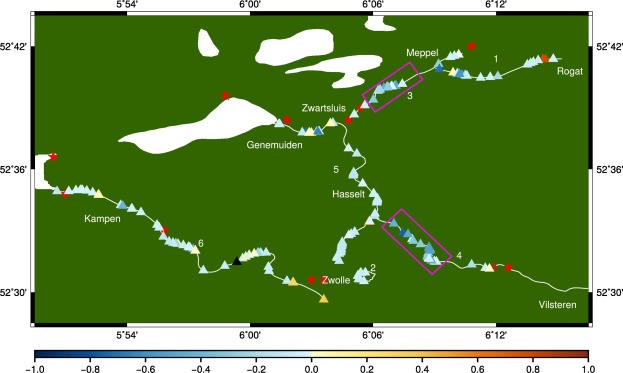 5°54' 6°00' 6°06' 6°12'
52°42' Meppel 1 52°42'
Rogat
3
Zwartsluis
Genemuiden
52°36' 5 52°36'
Hasselt
Kampen
6 4
2
Zwolle
52°30' 52°30'
Vilsteren
5°54' 6°00' 6°06' 6°12'
−1.0 −0.8 −0.6 −0.4 −0.2 0.0 0.2 0.4 0.6 0.8 1.0